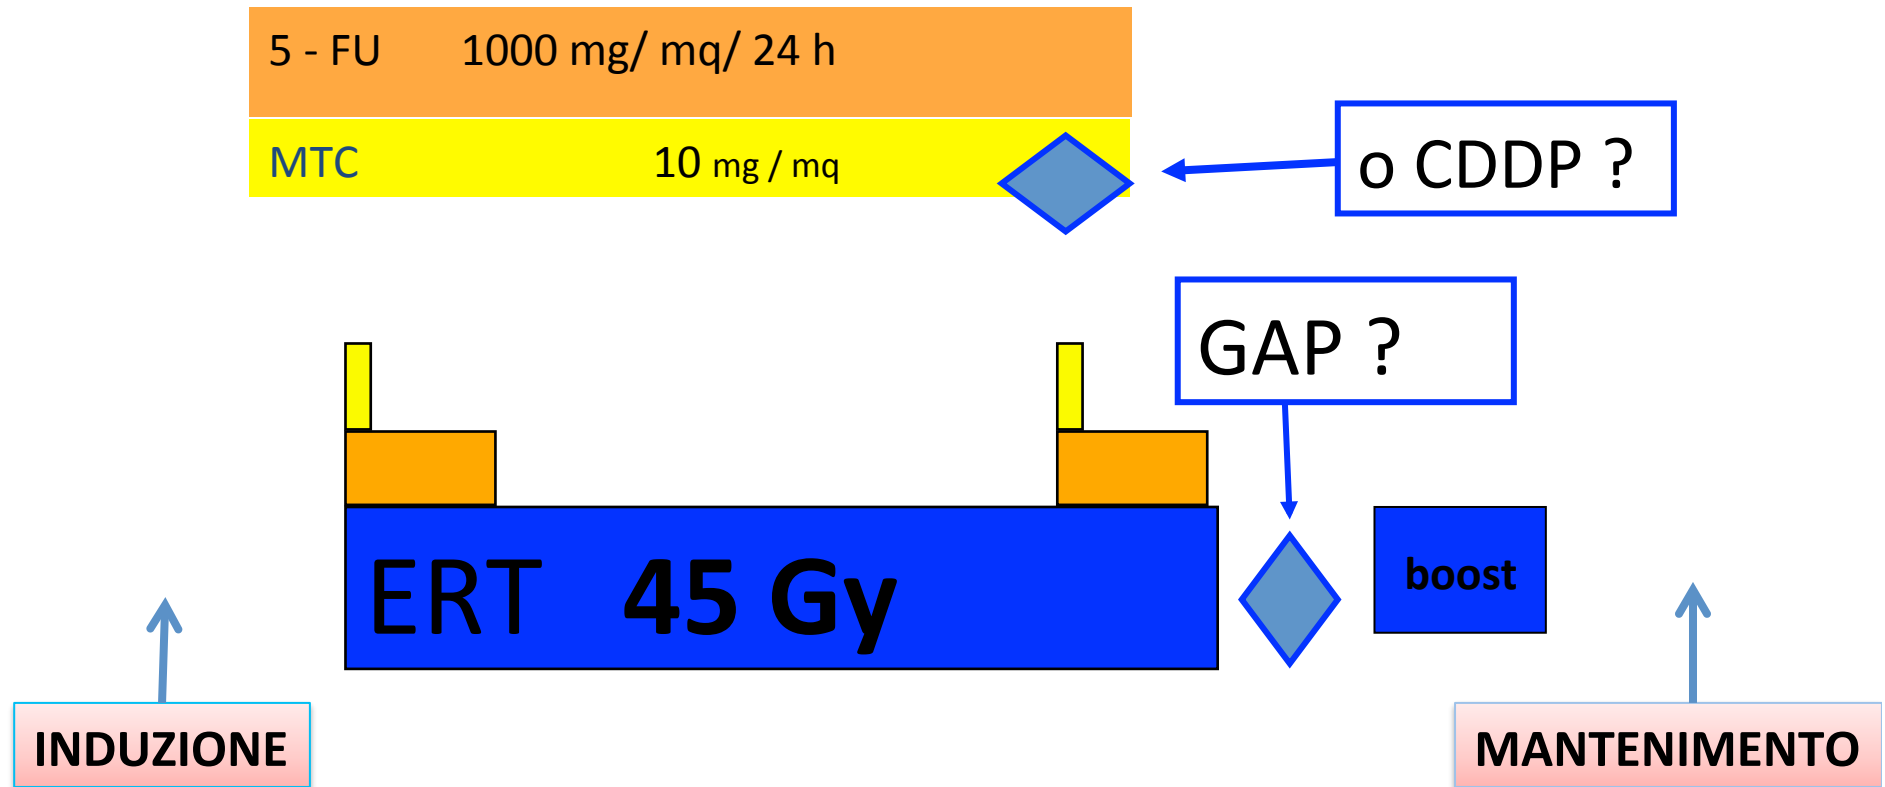 5 - FU 1000 mg/ mq/ 24 h
MTC 10 mg / mq
o CDDP ?
GAP ?
ERT 45 Gy
boost
INDUZIONE
MANTENIMENTO